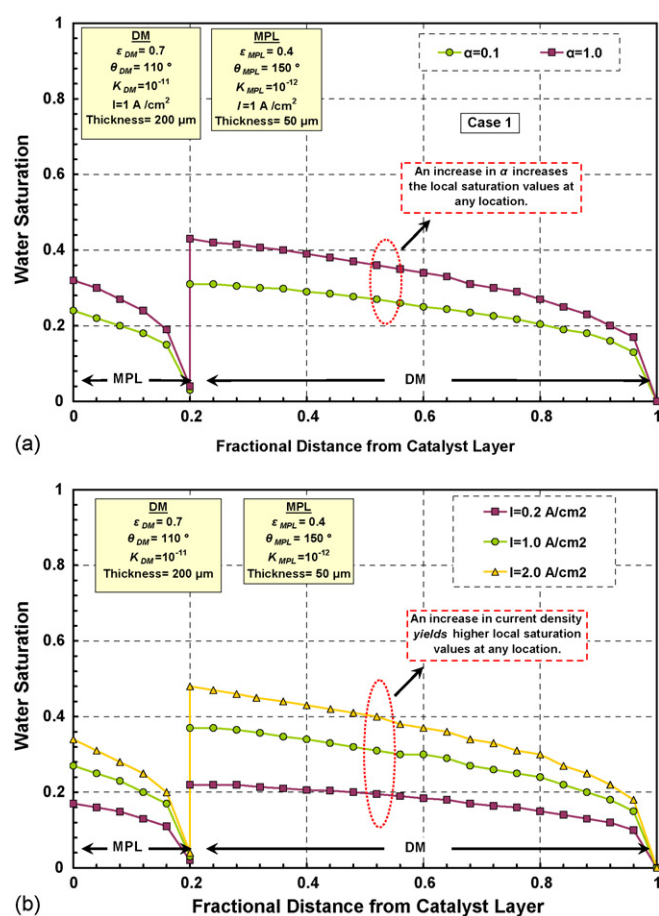 1
0.8
0.6
0.4
0.2
0
Water Saturation
DM
ε DM = 0.7
θ DM = 110 °
K DM =10-11
I=1 A /cm2
Thickness= 200 µm
MPL
ε MPL = 0.4
θ MPL = 150 °
K MPL =10-12
I=1 A /cm2
Thickness= 50 µm
α=0.1
α=1.0
Case 1
An increase in α increases
the local saturation values at
any location.
MPL
DM
0
0.2
0.4
0.6
0.8
1
(a)
Fractional Distance from Catalyst Layer
1
0.8
0.6
0.4
0.2
0
Water Saturation
DM
ε DM = 0.7
θ DM = 110 °
K DM =10-11
Thickness= 200 µm
MPL
ε MPL = 0.4
θ MPL = 150 °
K MPL =10-12
Thickness= 50 µm
I=0.2 A/cm2
I=1.0 A/cm2
I=2.0 A/cm2
An increase in current density
yields higher local saturation
values at any location.
MPL
DM
0
0.2
0.4
0.6
0.8
1
(b)
Fractional Distance from Catalyst Layer